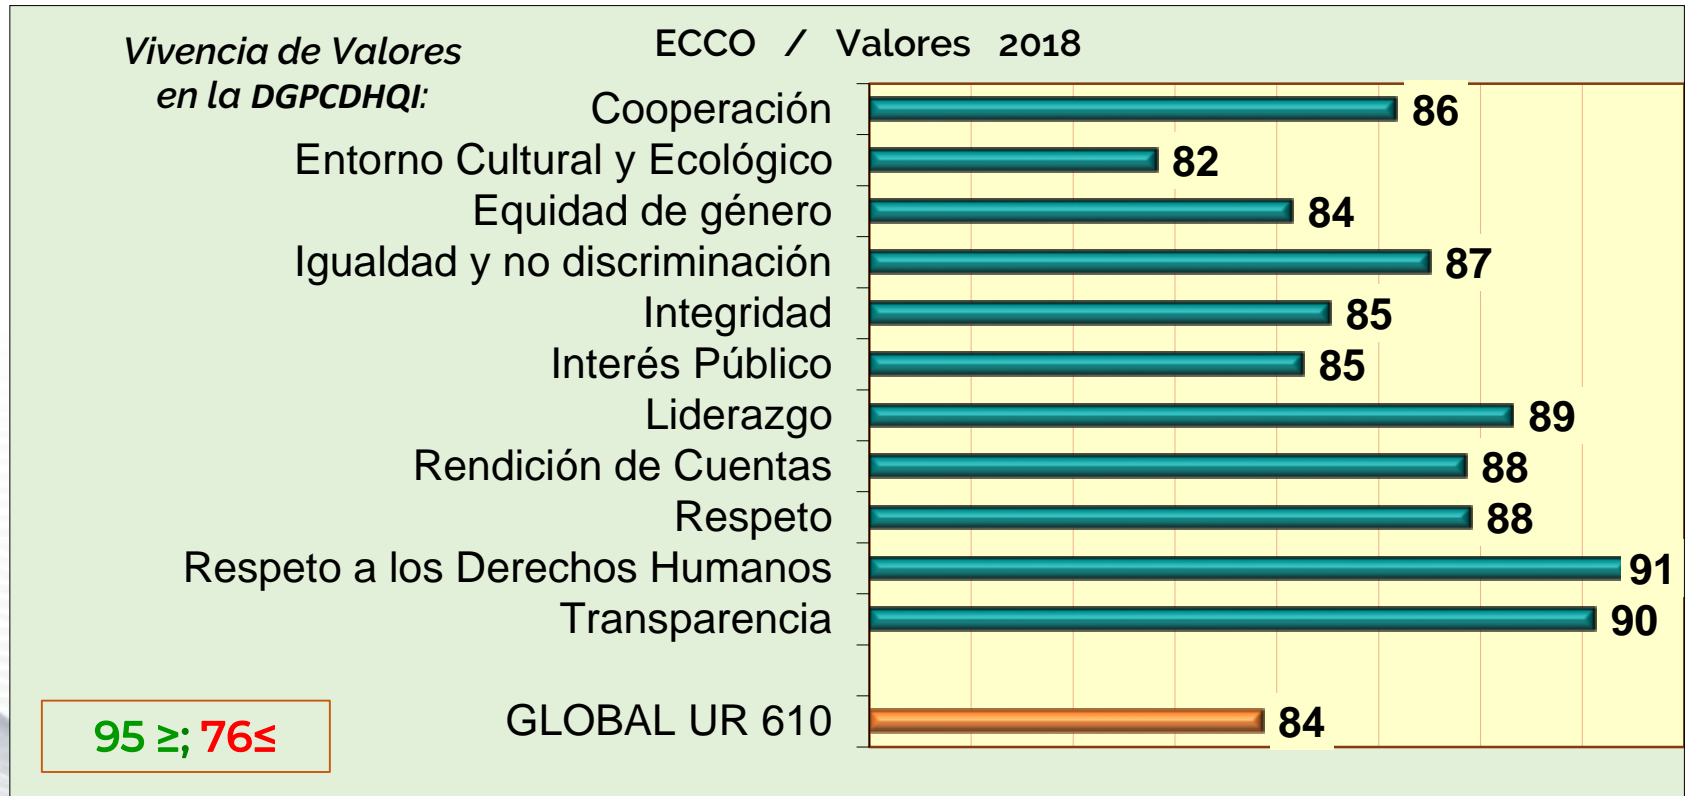 Vivencia de Valores
en la DGPCDHQI:
ECCO / Valores 2018
Cooperación 86
Entorno Cultural y Ecológico 82
Equidad de género 84
Igualdad y no discriminación 87
Integridad 85
Interés Público 85
Liderazgo 89
Rendición de Cuentas 88
Respeto 88
Respeto a los Derechos Humanos 91
Transparencia 90
GLOBAL UR 610 84
95 ≥; 76≤